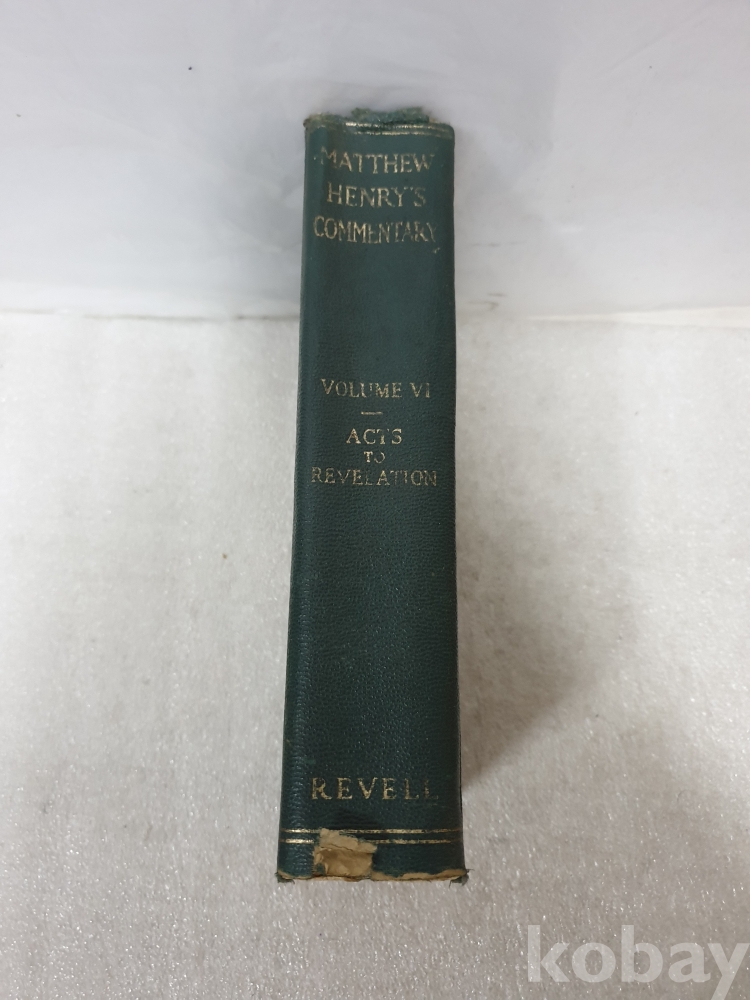 MATTHEW
HENRY'S
COMMENTARY
VOLUME VI
ACTS
TO
REVELATION
REVELL
kobay